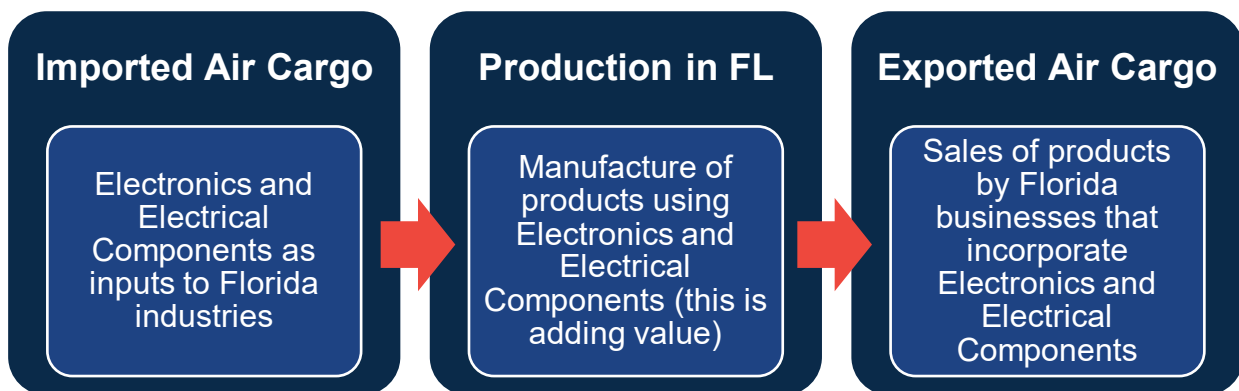 Imported Air Cargo
Electronics and
Electrical
Components as
inputs to Florida
industries
Production in FL
Manufacture of
products using
Electronics and
Electrical
Components (this is
adding value)
Exported Air Cargo
Sales of products
by Florida
businesses that
incorporate
Electronics and
Electrical
Components